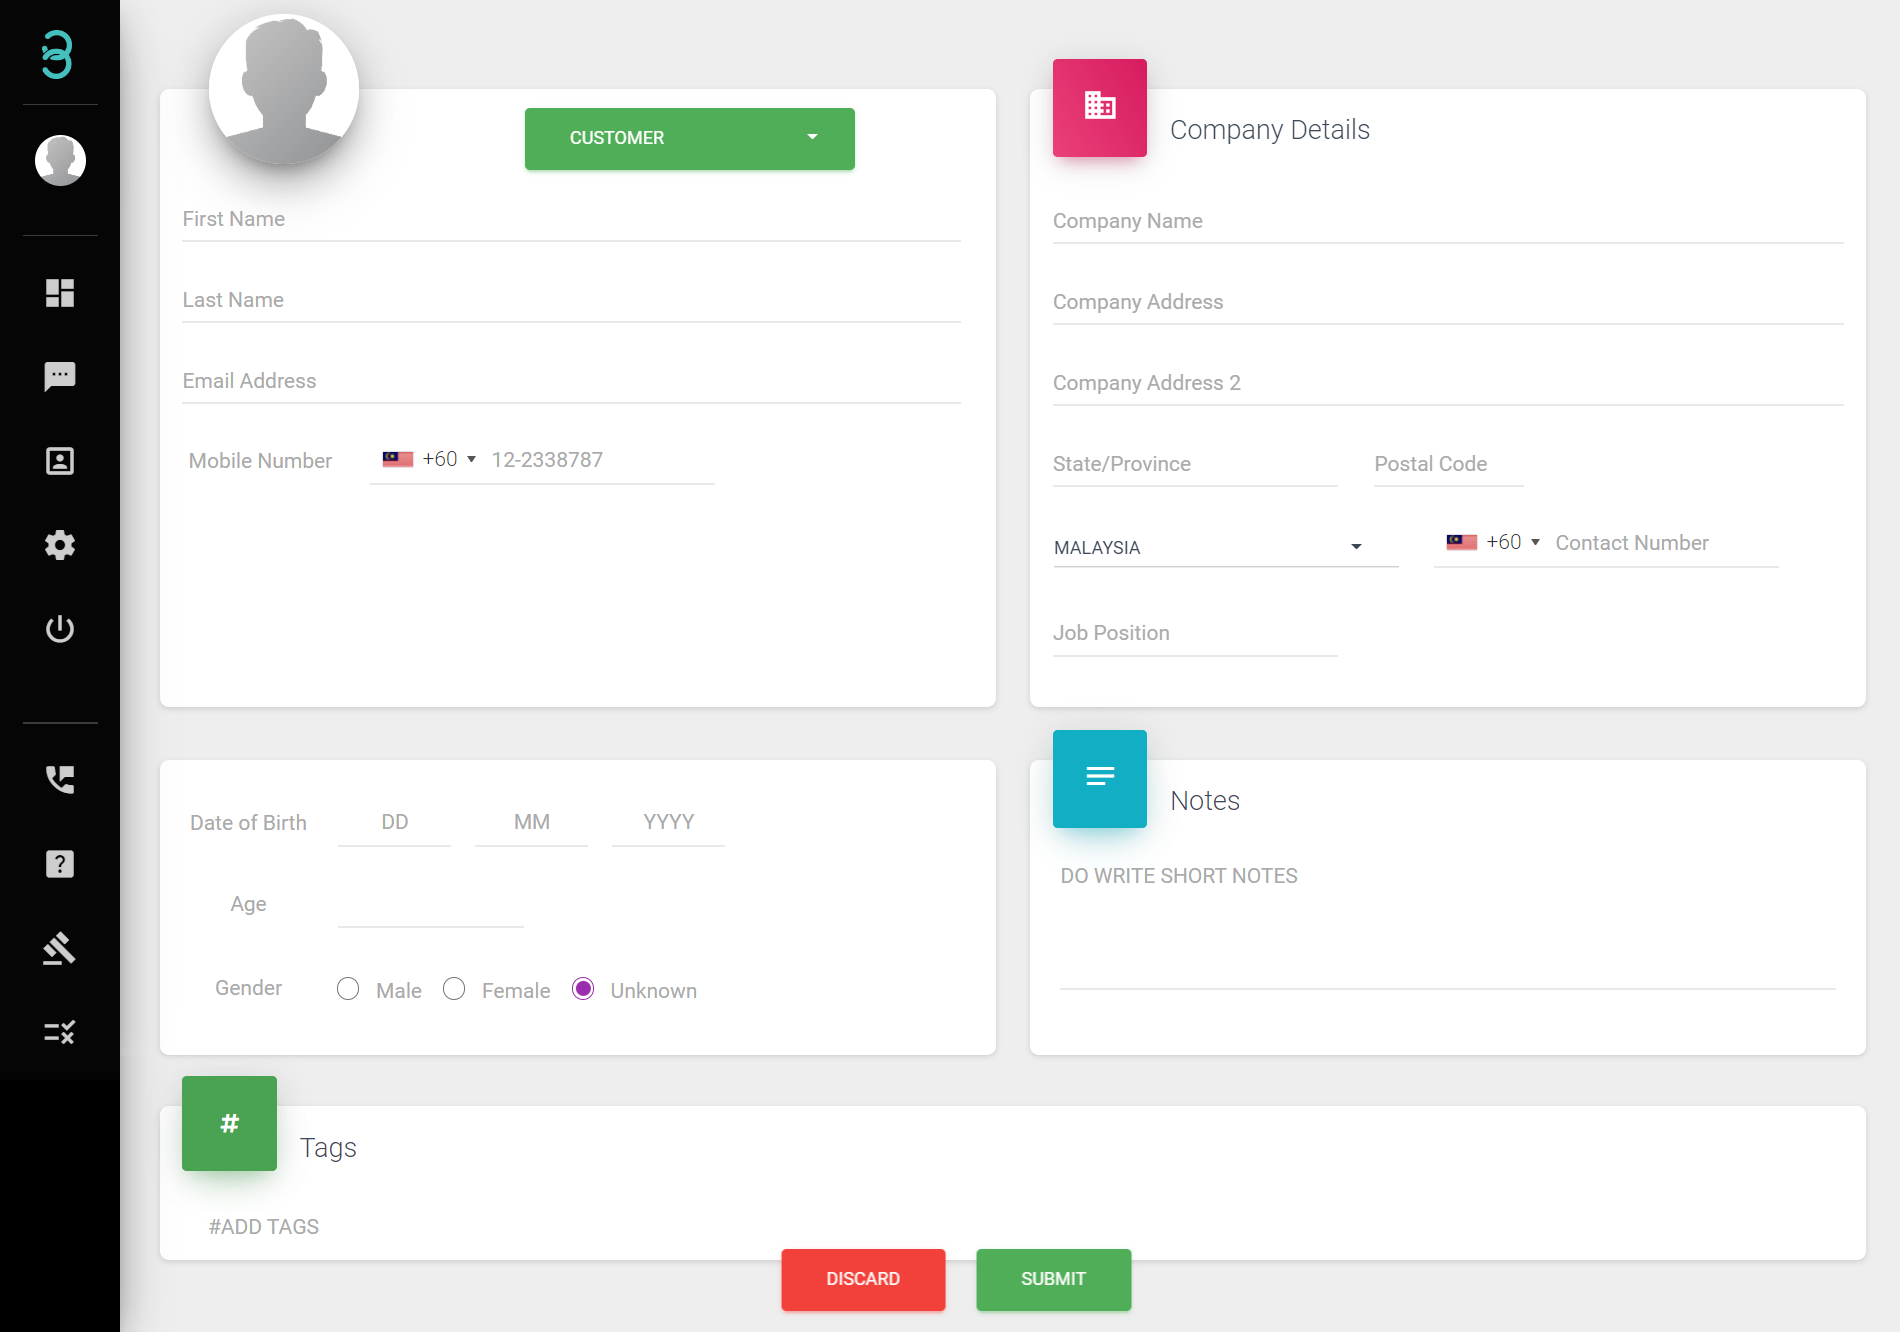 CUSTOMER
First Name
Last Name
Email Address
Mobile Number +60 12-2338787
Company Details
Company Name
Company Address
Company Address 2
State/Province Postal Code
MALAYSIA +60 Contact Number
Job Position
Date of Birth DD MM YYYY
Age
Gender Male Female Unknown
Notes
DO WRITE SHORT NOTES
#
Tags
#ADD TAGS
DISCARD SUBMIT